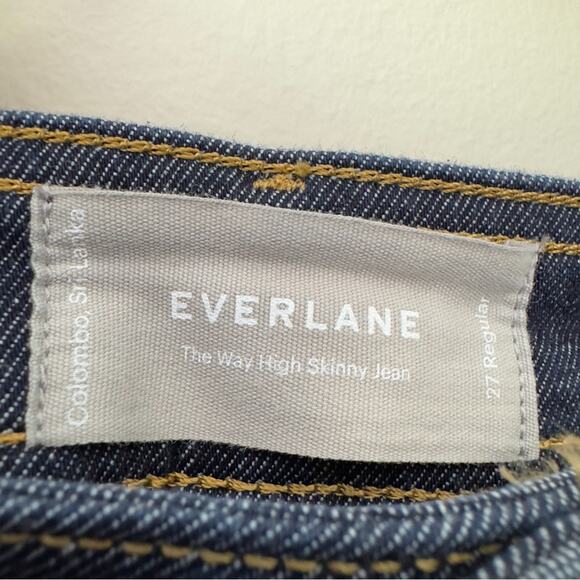 Colombo, Sri Lanka
EVERLANE
The Way High Skinny Jean
27 Regular